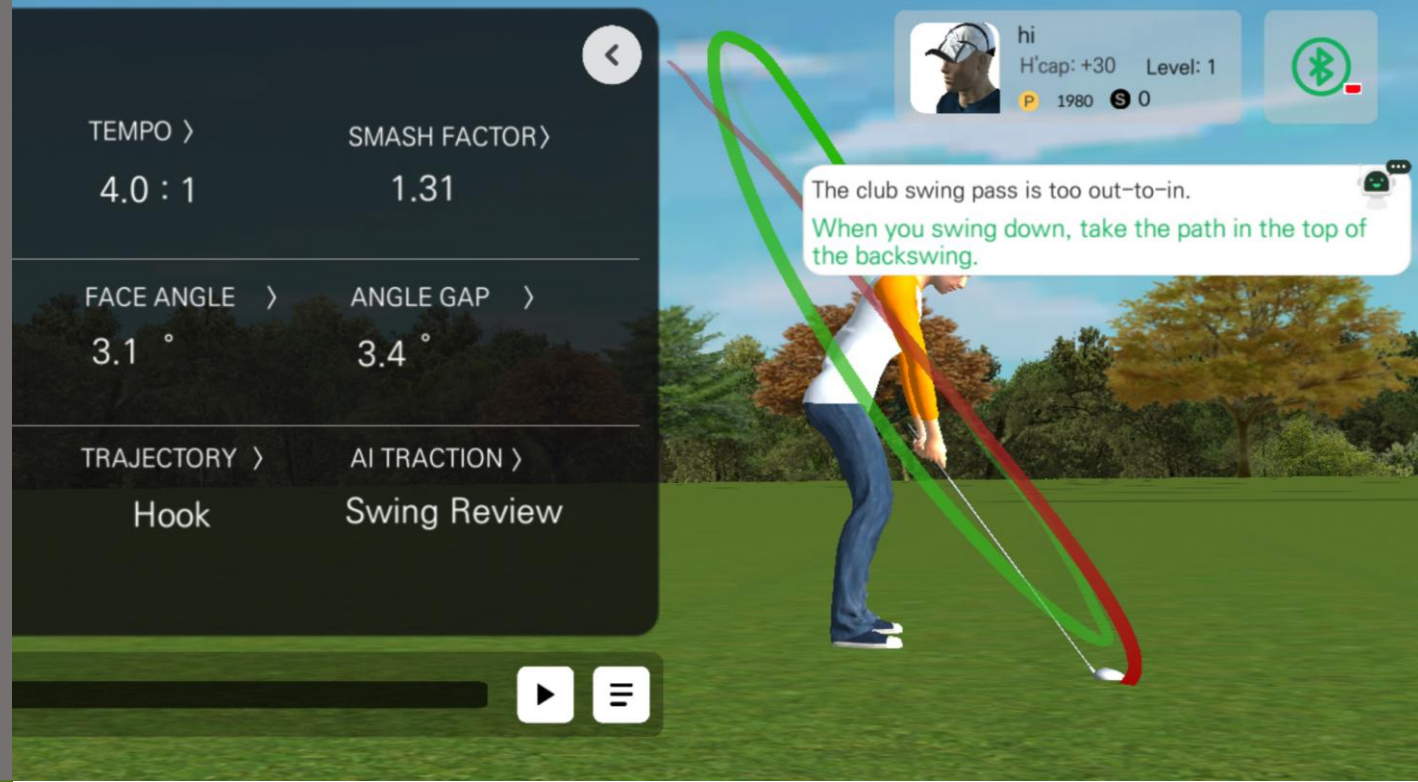 hi
H'cap: +30 Level: 1
P 1980 S 0
TEMPO 〉 SMASH FACTOR〉
4.0 : 1 1.31
The club swing pass is too out-to-in.
When you swing down, take the path in the top of
the backswing.
FACE ANGLE 〉 ANGLE GAP 〉
3.1 ° 3.4 °
TRAJECTORY 〉 AI TRACTION 〉
Hook Swing Review